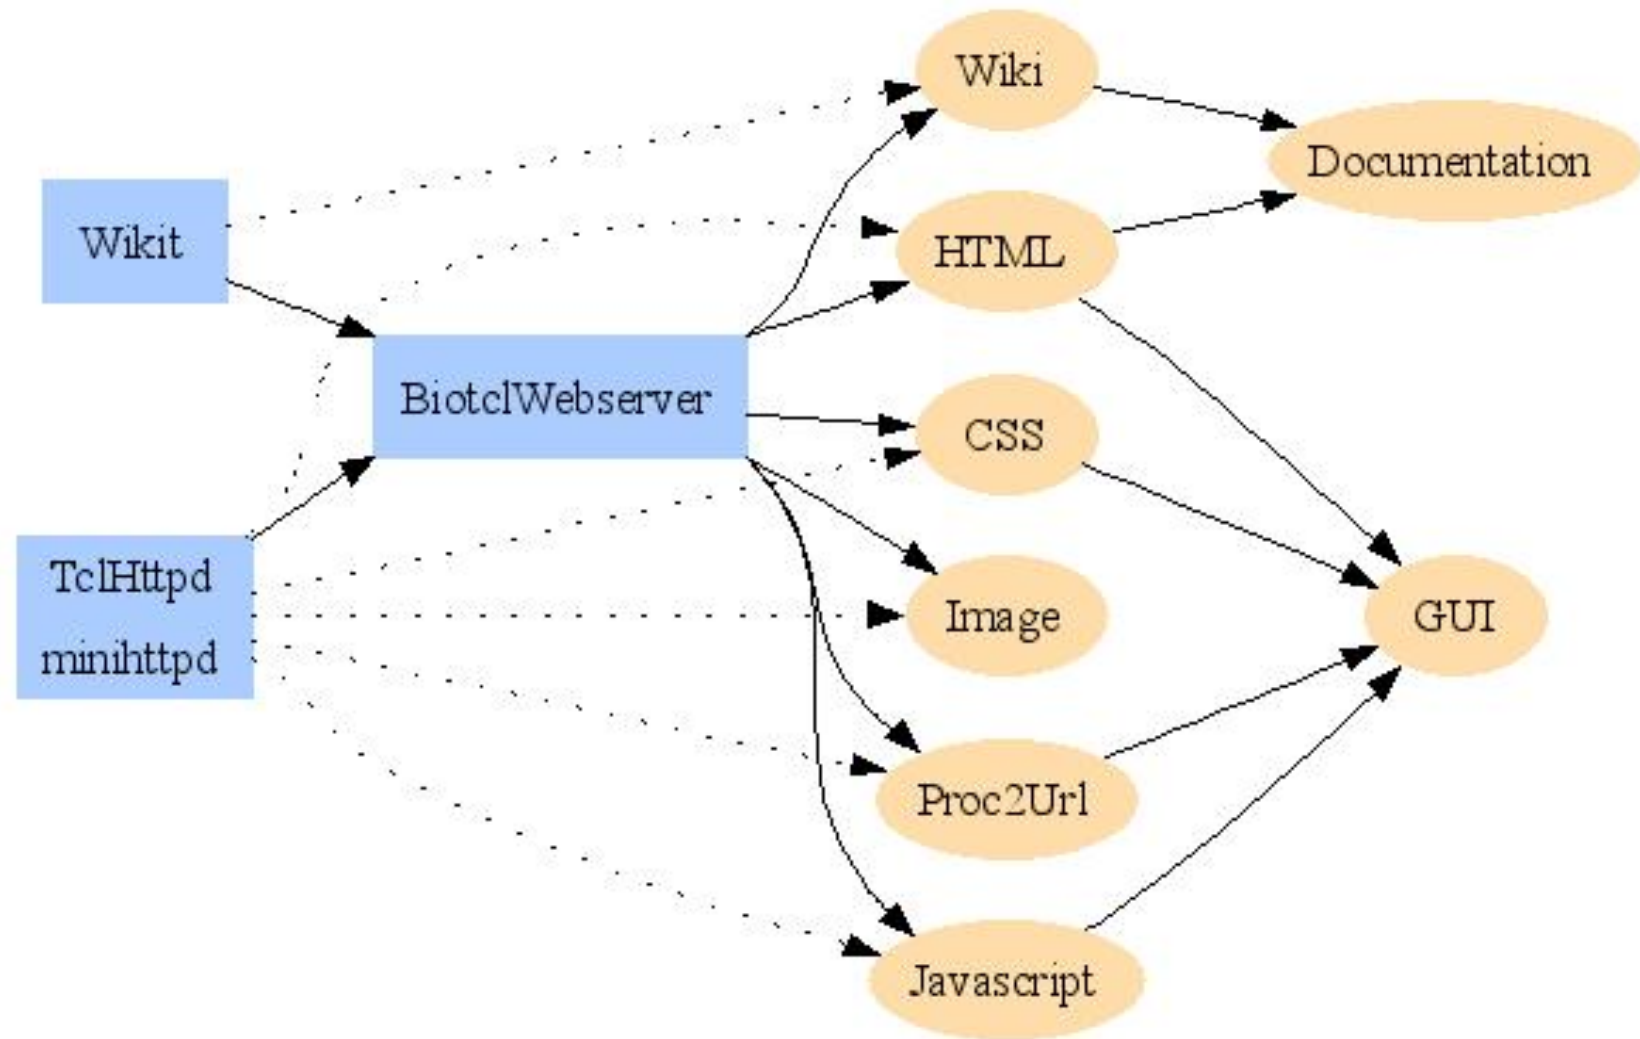 Wiki
Documentation
Wikit
HTML
BiotclWebserver
CSS
TclHttpd
minihttpd
Image
GUI
Proc2Url
Javascript